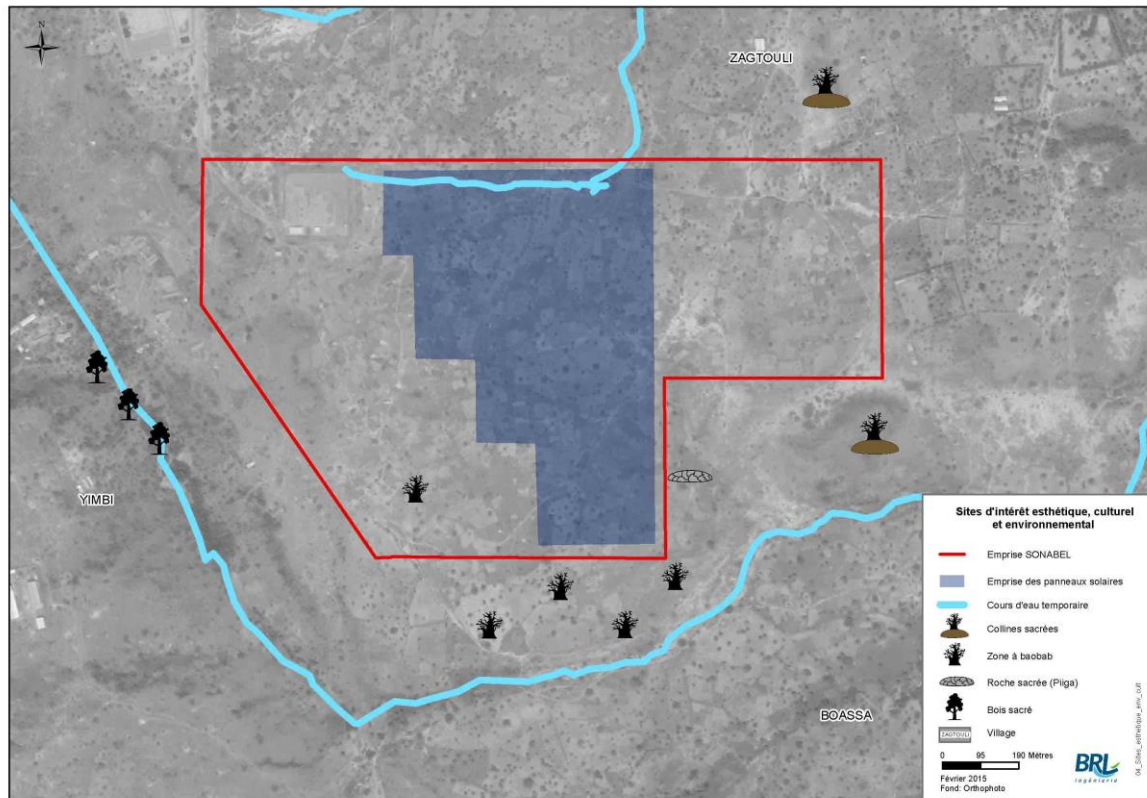 N
ZAGTOULI
YIMBI
BOASSA
Sites d'intérêt esthétique, culturel
et environnemental
Emprise SONABEL
Emprise des panneaux solaires
Cours d'eau temporaire
Collines sacrées
Zone à baobab
Roche sacrée (Piiga)
Bois sacré
ZAGTOULI Village
0 95 190 Mètres
Février 2015
Fond: Orthophoto
BRL
ingénierie
04_Sites_esthetique_env_cult